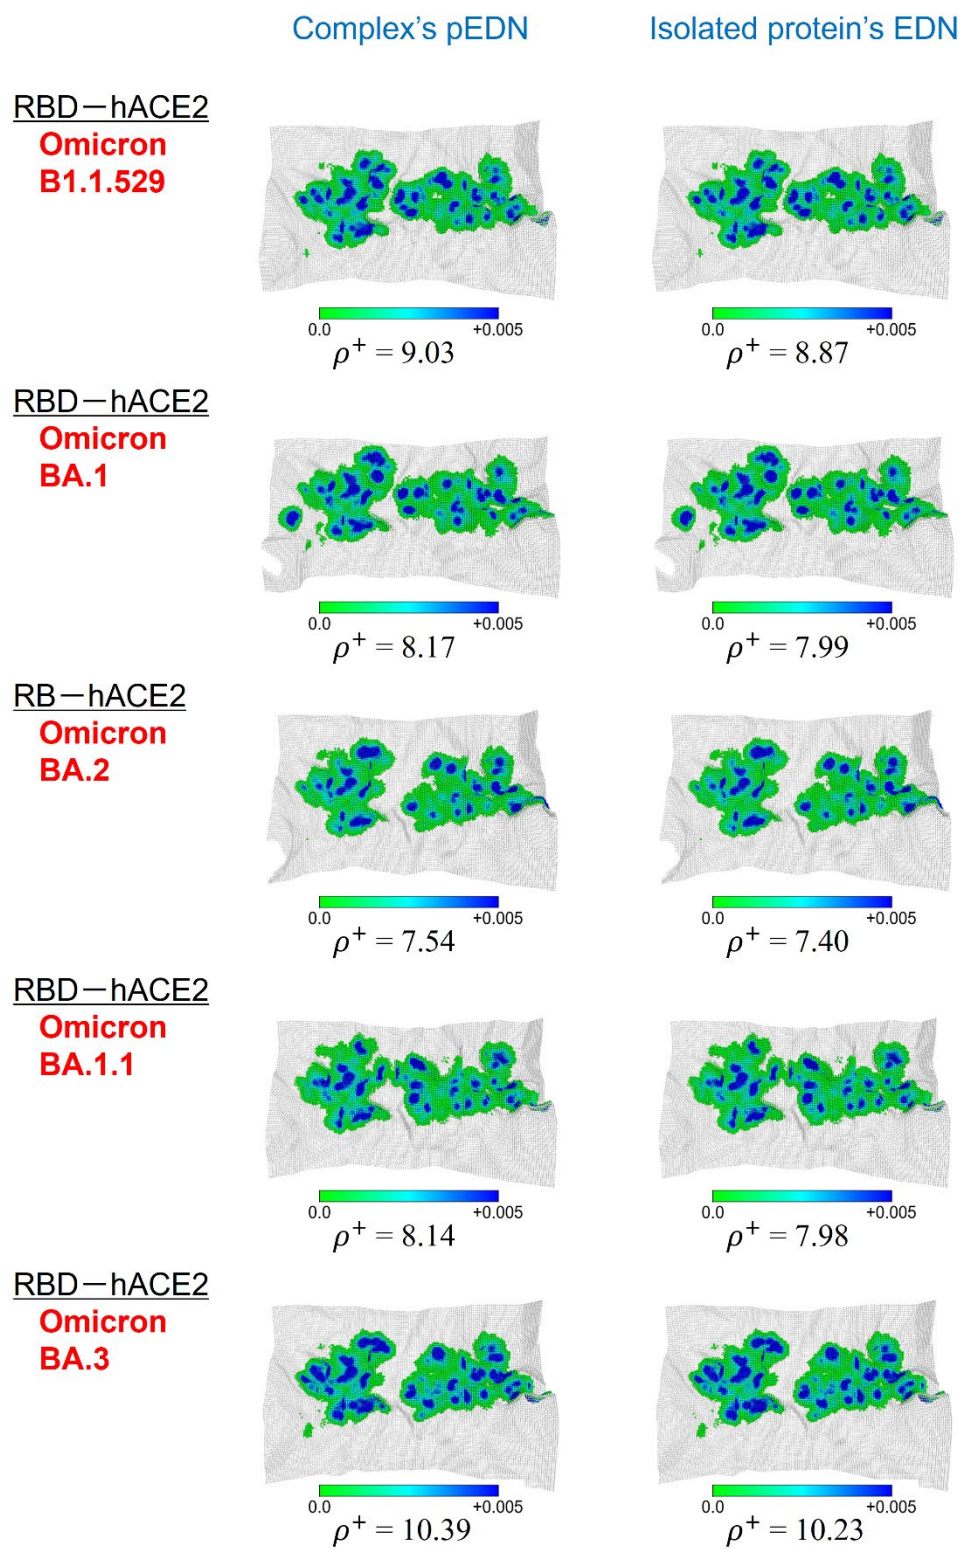 Complex's pEDN Isolated protein's EDN
RBD—hACE2
Omicron
B1.1.529
0.0 +0.005 0.0 +0.005
ρ⁺ = 9.03 ρ⁺ = 8.87
RBD—hACE2
Omicron
BA.1
0.0 +0.005 0.0 +0.005
ρ⁺ = 8.17 ρ⁺ = 7.99
RB—hACE2
Omicron
BA.2
0.0 +0.005 0.0 +0.005
ρ⁺ = 7.54 ρ⁺ = 7.40
RBD—hACE2
Omicron
BA.1.1
0.0 +0.005 0.0 +0.005
ρ⁺ = 8.14 ρ⁺ = 7.98
RBD—hACE2
Omicron
BA.3
0.0 +0.005 0.0 +0.005
ρ⁺ = 10.39 ρ⁺ = 10.23